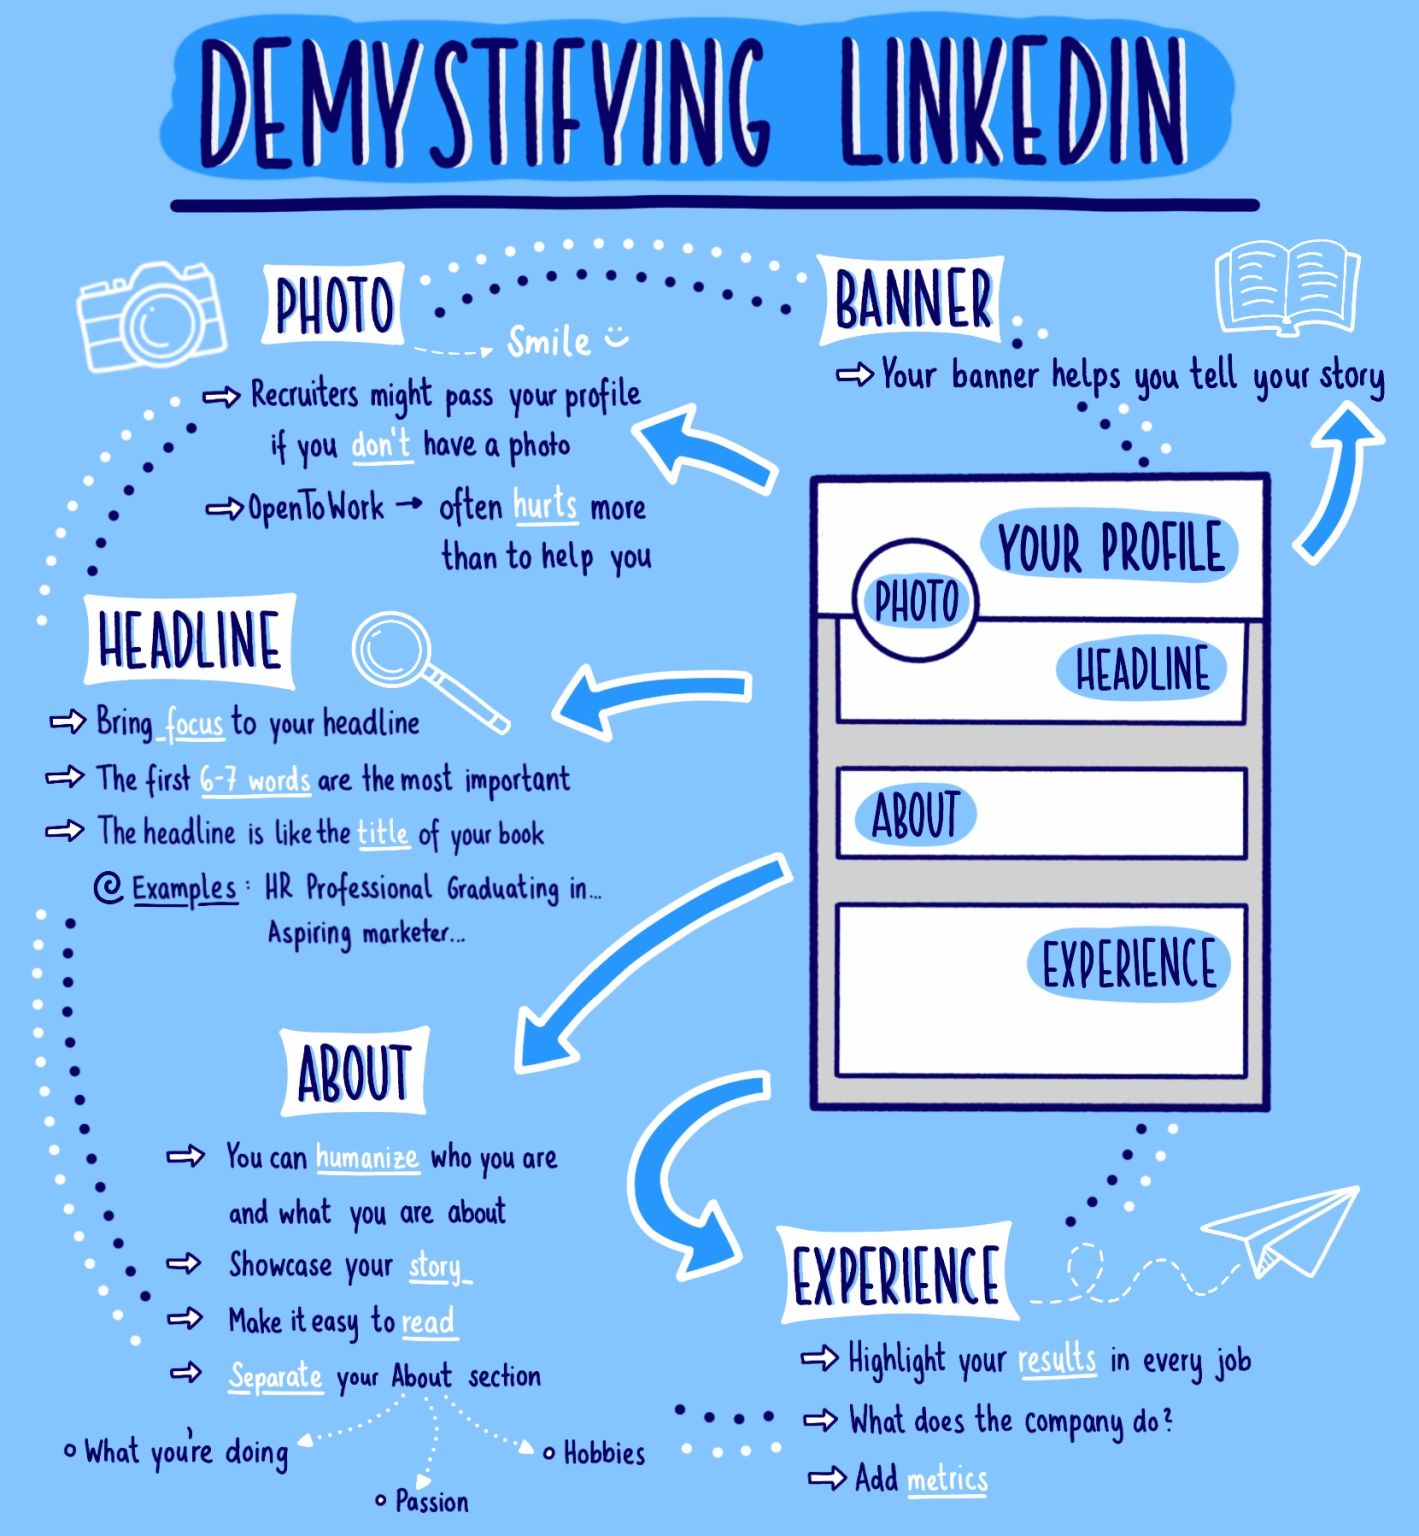 DEMYSTIFYING LINKEDIN
PHOTO
Smile
Recruiters might pass your profile
if you don't have a photo
OpenToWork → often hurts more
than to help you
BANNER
Your banner helps you tell your story
YOUR PROFILE
PHOTO
HEADLINE
ABOUT
EXPERIENCE
HEADLINE
Bring focus to your headline
The first 6-7 words are the most important
The headline is like the title of your book
Examples: HR Professional Graduating in...
Aspiring marketer...
ABOUT
You can humanize who you are
and what you are about
Showcase your story
Make it easy to read
Separate your About section
What you're doing
Passion
Hobbies
EXPERIENCE
Highlight your results in every job
What does the company do?
Add metrics